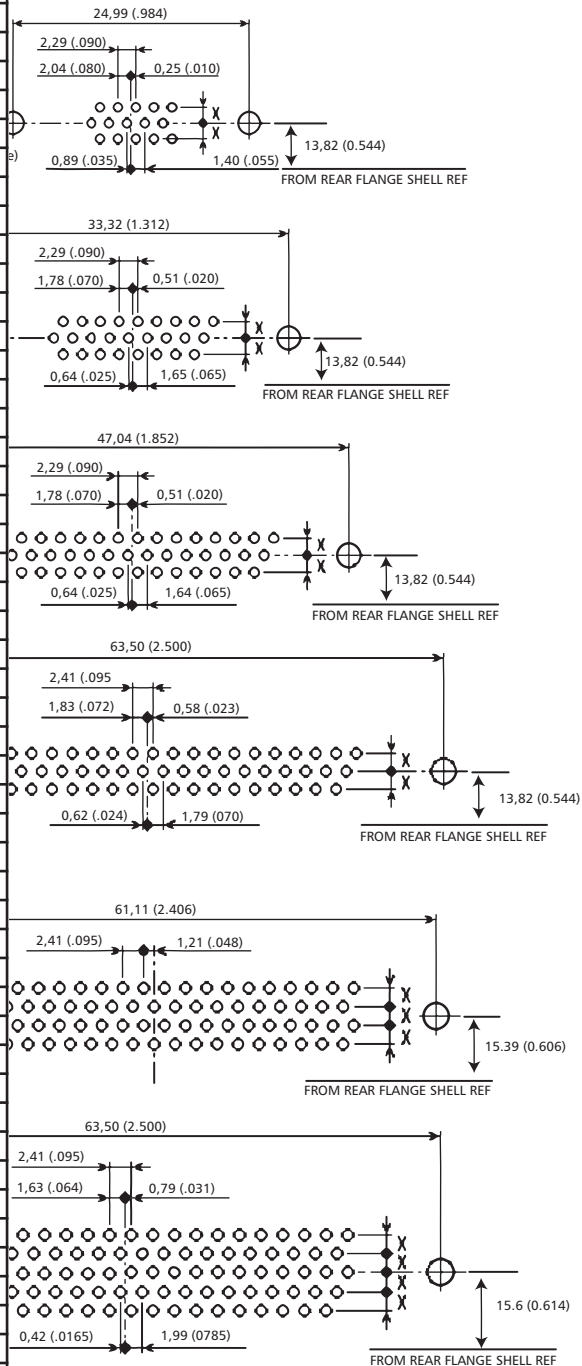 24,99 (.984)
2,29 (.090)
2,04 (.080) 0,25 (.010)
X
X
13,82 (0.544)
e)
0,89 (.035) 1,40 (.055)
FROM REAR FLANGE SHELL REF
33,32 (1.312)
2,29 (.090)
1,78 (.070) 0,51 (.020)
X
X
13,82 (0.544)
0,64 (.025) 1,65 (.065)
FROM REAR FLANGE SHELL REF
47,04 (1.852)
2,29 (.090)
1,78 (.070) 0,51 (.020)
X
X
13,82 (0.544)
0,64 (.025) 1,64 (.065)
FROM REAR FLANGE SHELL REF
63,50 (2.500)
2,41 (.095
1,83 (.072) 0,58 (.023)
X
X
13,82 (0.544)
0,62 (.024) 1,79 (070)
FROM REAR FLANGE SHELL REF
61,11 (2.406)
2,41 (.095) 1,21 (.048)
X
X
X
15.39 (0.606)
FROM REAR FLANGE SHELL REF
63,50 (2.500)
2,41 (.095)
1,63 (.064) 0,79 (.031)
X
X
X
X
15.6 (0.614)
0,42 (.0165) 1,99 (0785)
FROM REAR FLANGE SHELL REF